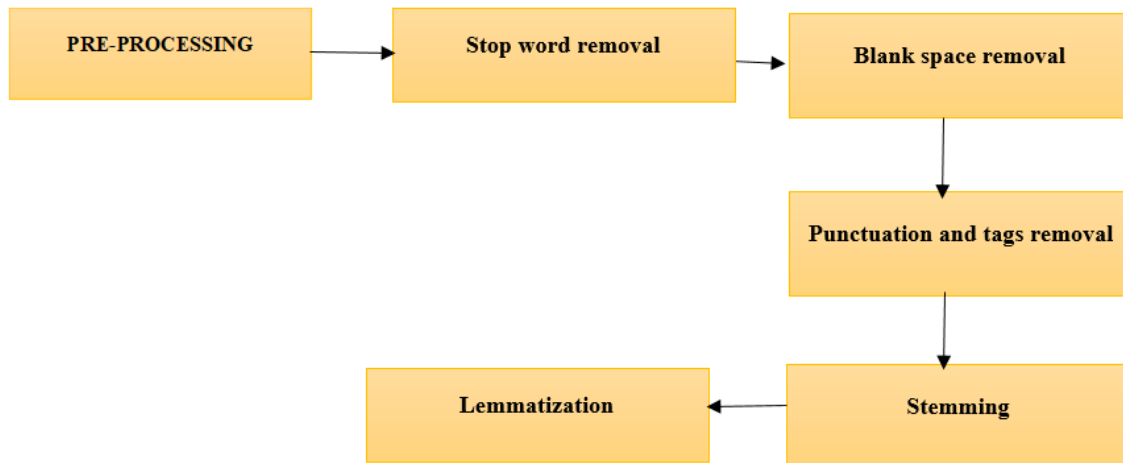 PRE-PROCESSING
Stop word removal
Blank space removal
Punctuation and tags removal
Stemming
Lemmatization